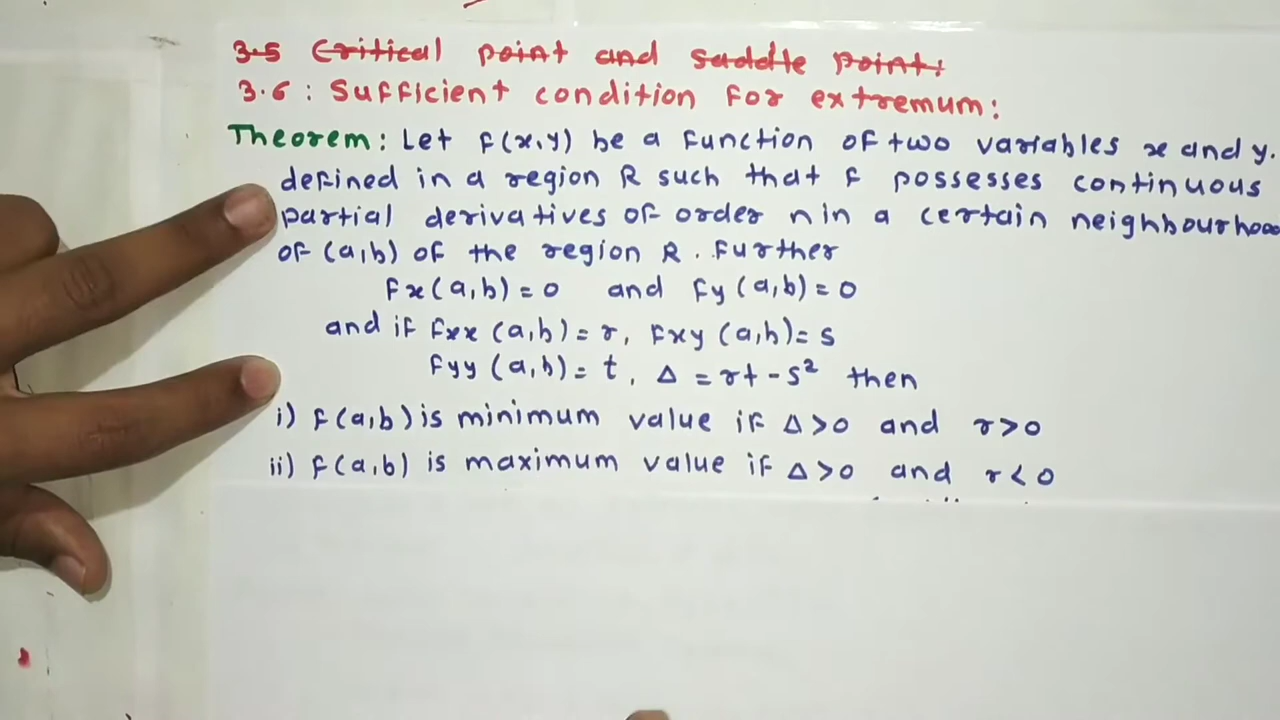 3.5 Critical point and saddle point:
3.6 : Sufficient condition for extremum:
Theorem: Let f(x,y) be a function of two variables x and y.
defined in a region R such that f possesses continuous
partial derivatives of order n in a certain neighbourhood
of (a,b) of the region R. Further
fx(a,b)=0 and fy(a,b)=0
and if fxx(a,b)=r, fxy(a,b)=s
fyy(a,b)=t, Δ=rt-s² then
i) f(a,b) is minimum value if Δ>0 and r>0
ii) f(a,b) is maximum value if Δ>0 and r<0